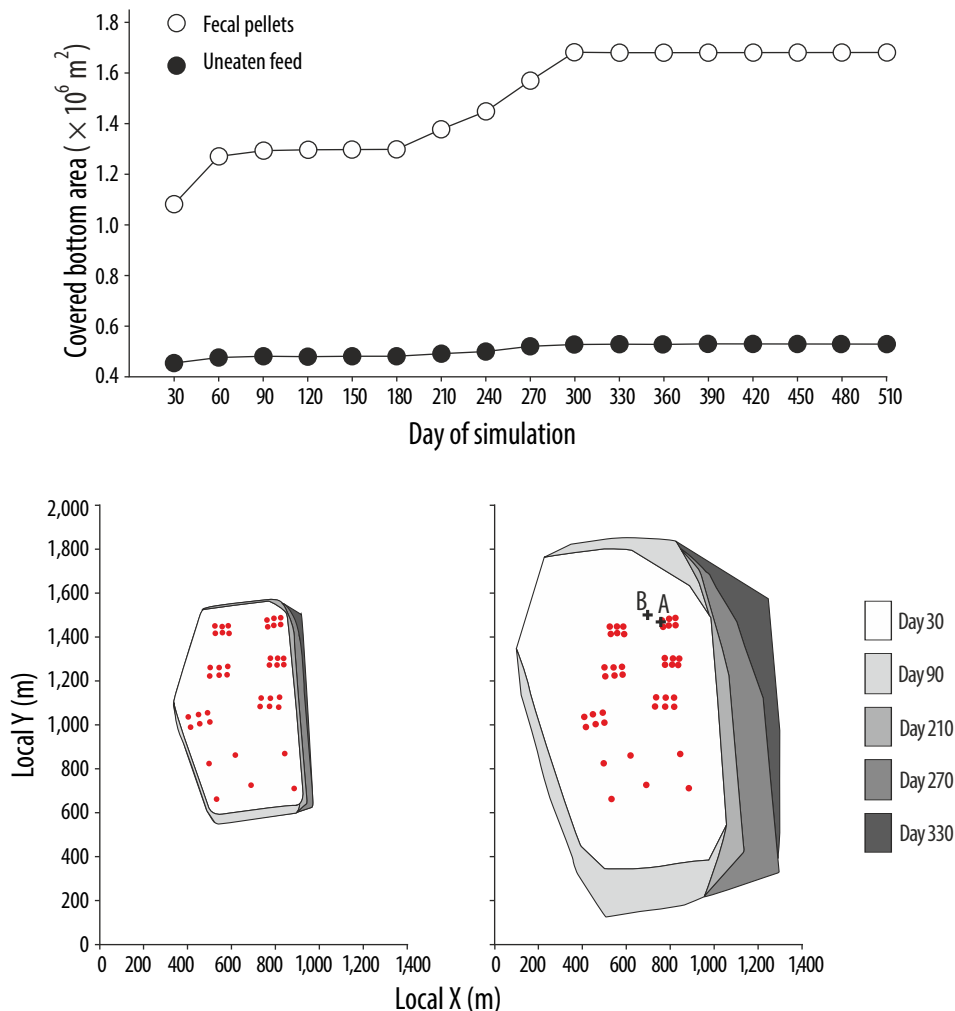 1.8
1.6
1.4
1.2
1.0
0.8
0.6
0.4
Covered bottom area ( × 10⁶ m²)
Fecal pellets
Uneaten feed
30 60 90 120 150 180 210 240 270 300 330 360 390 420 450 480 510
Day of simulation
2,000
1,800
1,600
1,400
1,200
1,000
800
600
400
200
0
Local Y (m)
0 200 400 600 800 1,000 1,200 1,400
B A
0 200 400 600 800 1,000 1,200 1,400
Local X (m)
Day 30
Day 90
Day 210
Day 270
Day 330